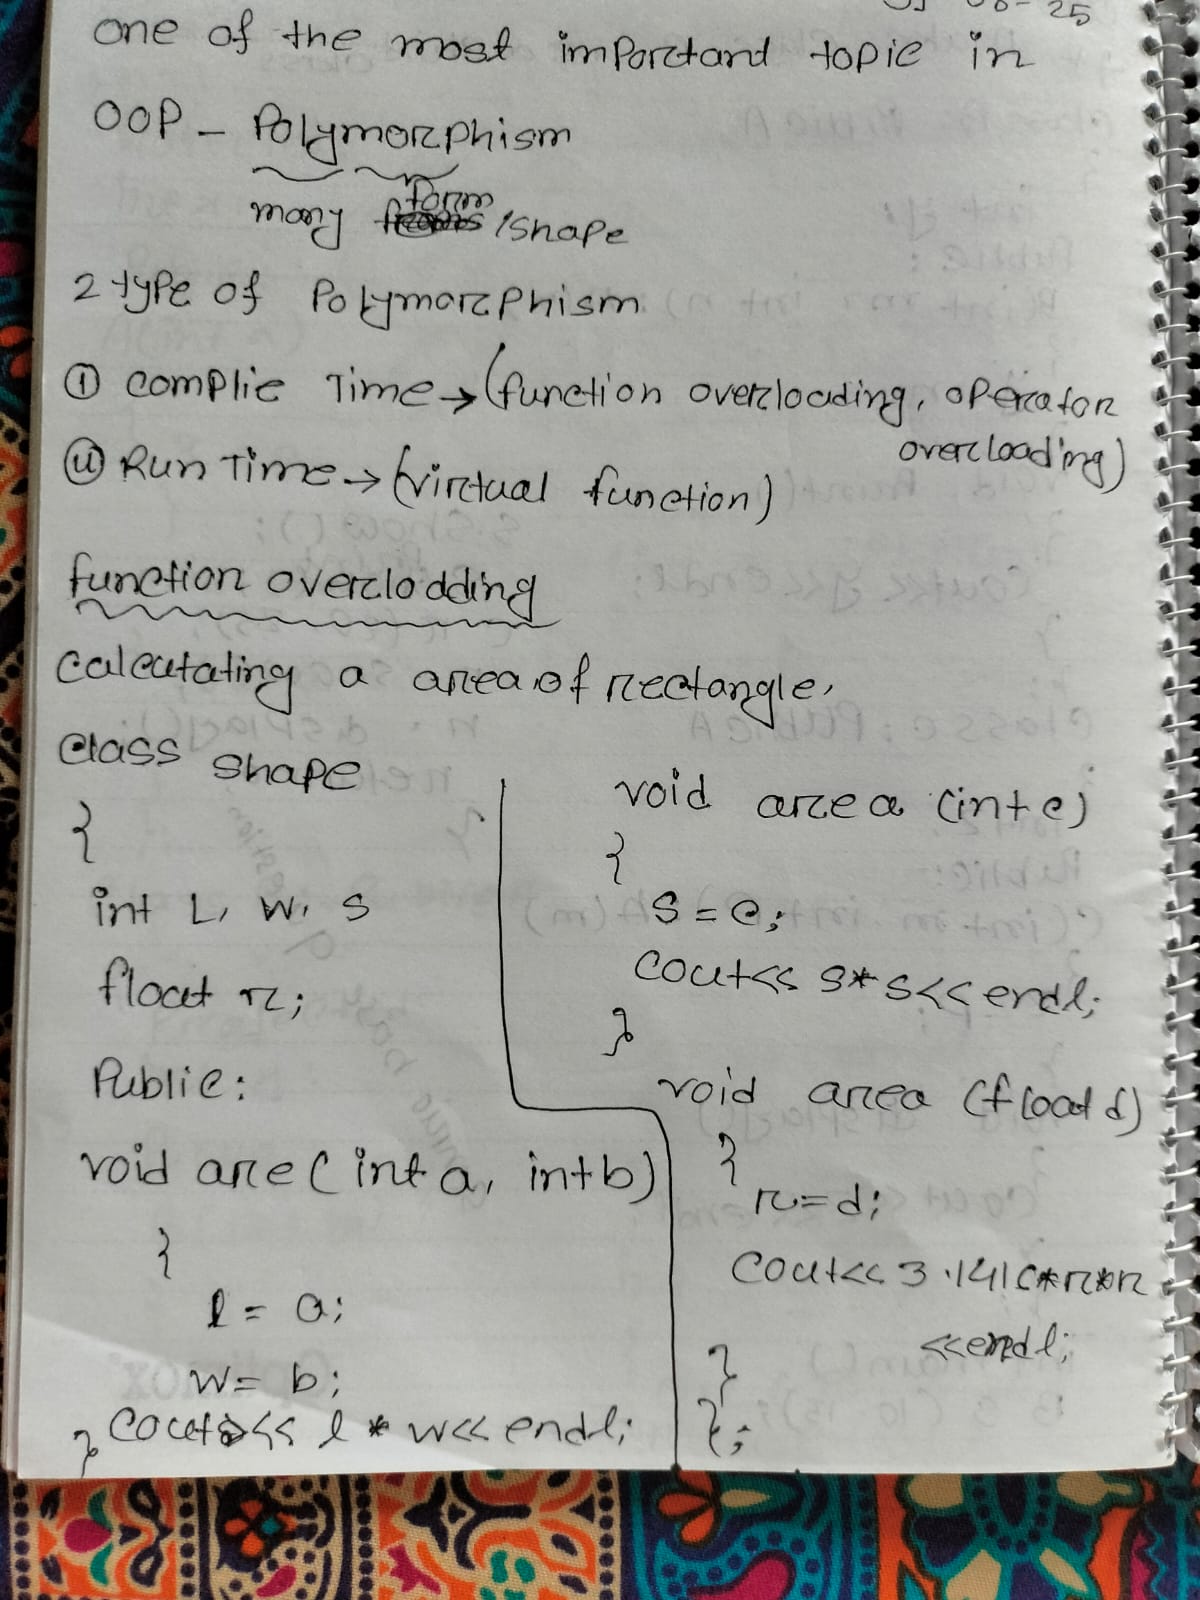 25
one of the most importand topic in
OOP - Polymorphism
many form /shape
2 type of Polymorphism
① complie Time → (function overloading, operator
overloading)
⑪ Run Time → (virtual function)
function overlodding
calcutating a area of rectangle,
class shape
{
int L, w, s
float r;
Public:
void are (int a, int b)
{
l = a;
w = b;
cout << l * w << endl;
}
void area (int c)
{
s = c;
cout<< s*s<< endl;
}
void area (float d)
{
r=d;
cout<< 3.1416*r*r
<<endl;
}
};